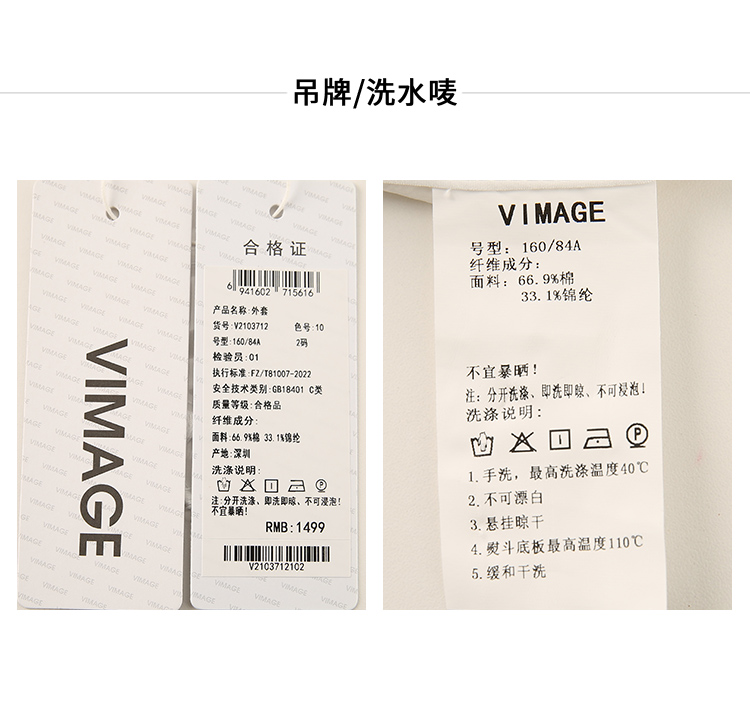 吊牌/洗水唛
VIMAGE
合格证
6 941602 715616
产品名称:外套
货号:V2103712 色号:10
号型:160/84A 2码
检验员:01
执行标准:FZ/T81007-2022
安全技术类别:GB18401 C类
质量等级:合格品
纤维成分:
面料:66.9%棉 33.1%锦纶
产地:深圳
洗涤说明:
注:分开洗涤、即洗即晾、不可浸泡!
不宜暴晒!
RMB:1499
V2103712102
VIMAGE
号型: 160/84A
纤维成分:
面料: 66.9%棉
33.1%锦纶
不宜暴晒!
注: 分开洗涤、即洗即晾、不可浸泡!
洗涤说明:
1.手洗，最高洗涤温度40℃
2.不可漂白
3.悬挂晾干
4.熨斗底板最高温度110℃
5.缓和干洗